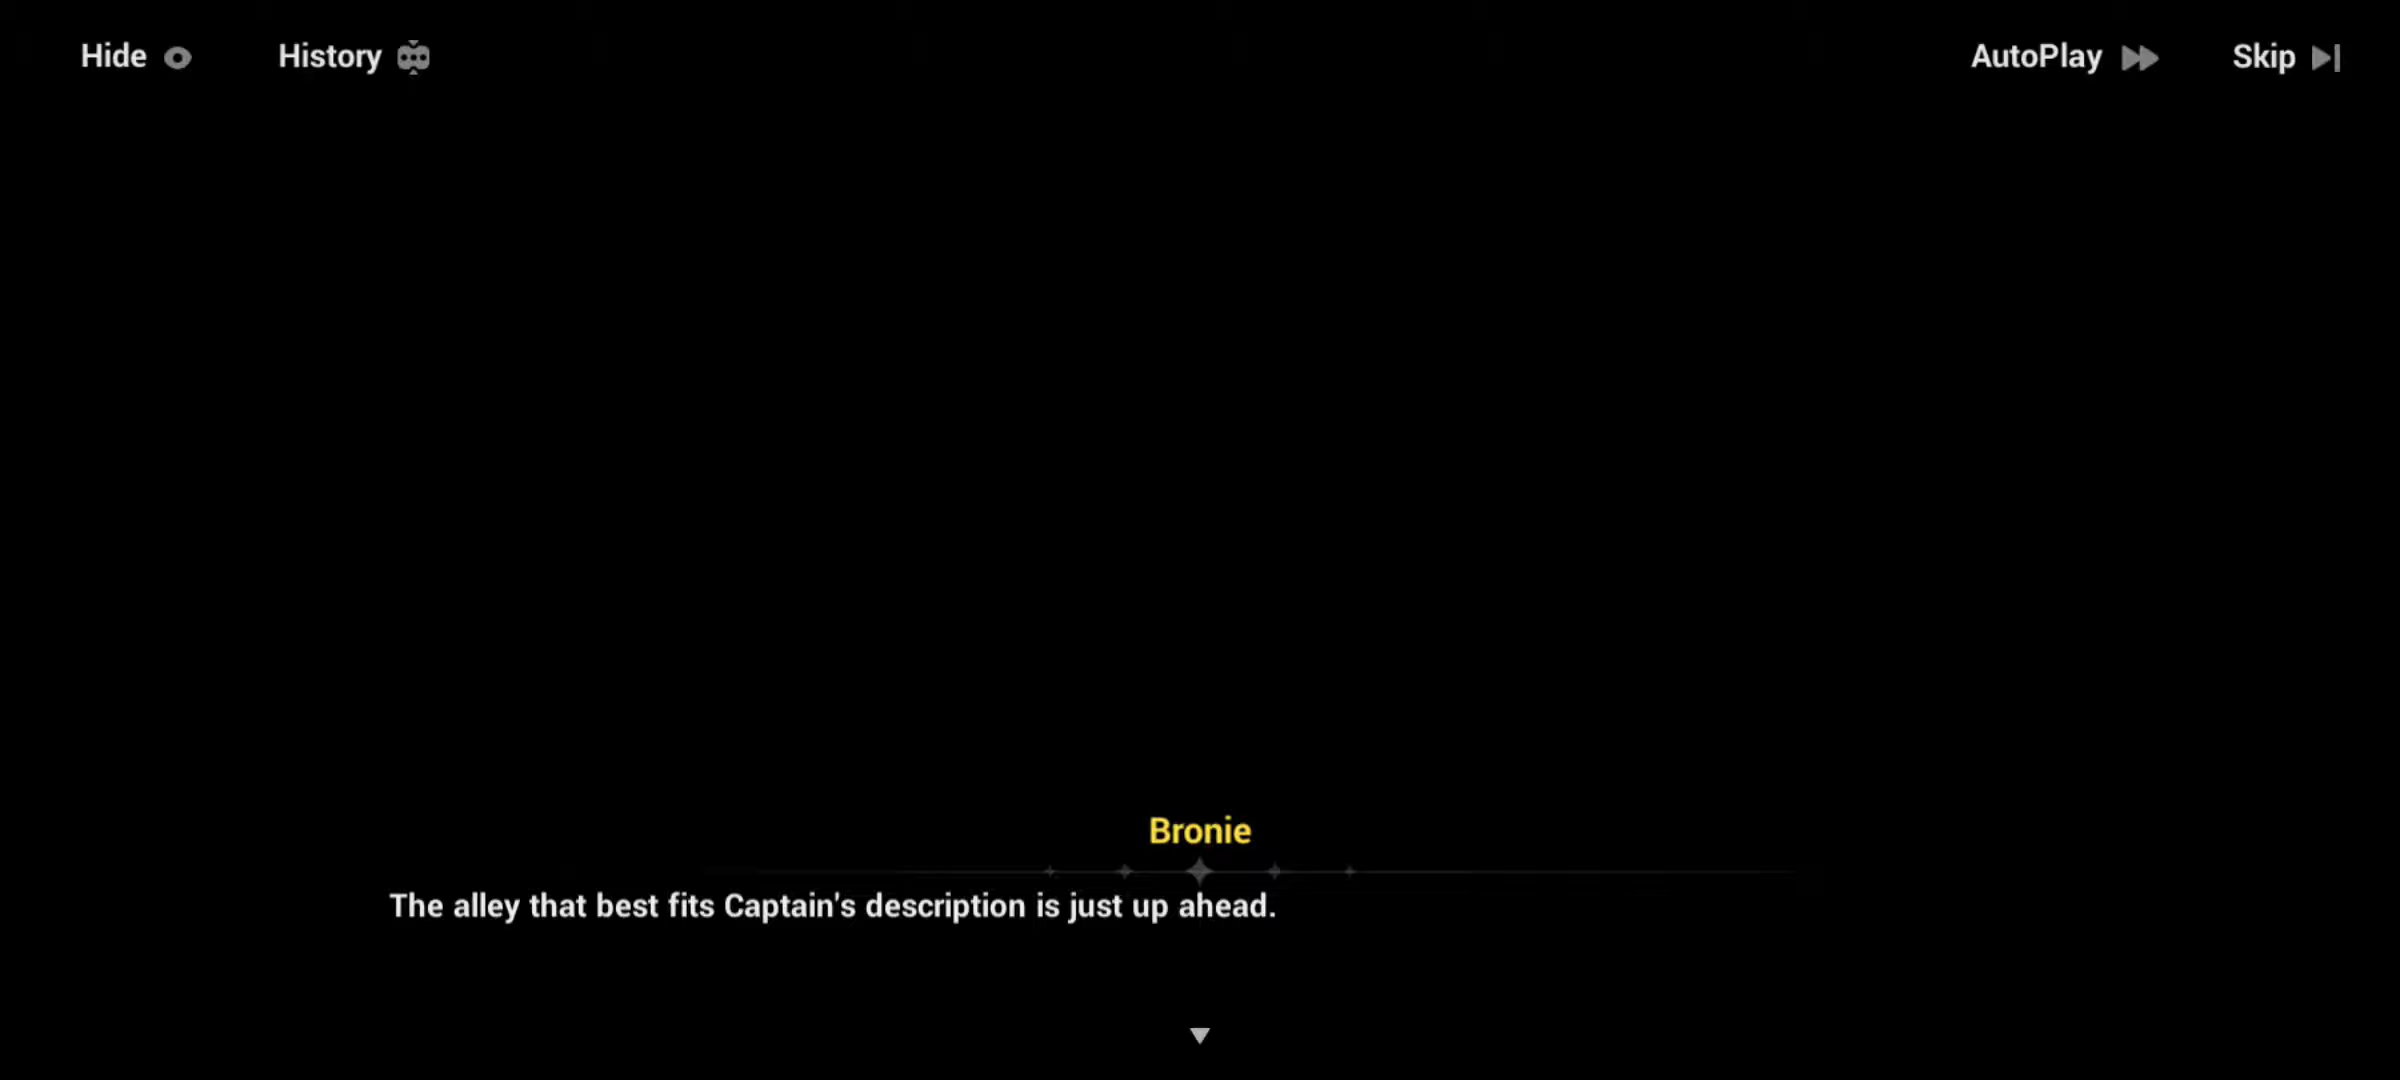 Hide
History
AutoPlay
Skip
Bronie
The alley that best fits Captain's description is just up ahead.